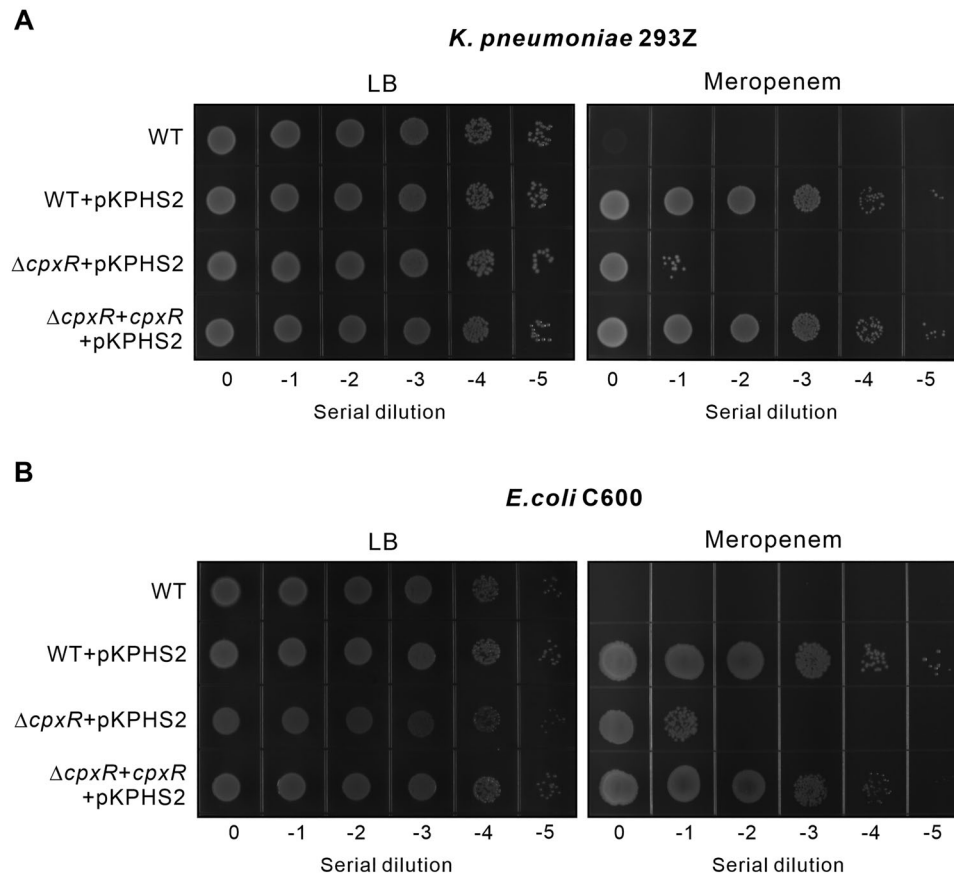 A
K. pneumoniae 293Z
LB
Meropenem
WT
WT+pKPHS2
ΔcpxR+pKPHS2
ΔcpxR+cpxR
+pKPHS2
0 -1 -2 -3 -4 -5
0 -1 -2 -3 -4 -5
Serial dilution
Serial dilution
B
E.coli C600
LB
Meropenem
WT
WT+pKPHS2
ΔcpxR+pKPHS2
ΔcpxR+cpxR
+pKPHS2
0 -1 -2 -3 -4 -5
0 -1 -2 -3 -4 -5
Serial dilution
Serial dilution